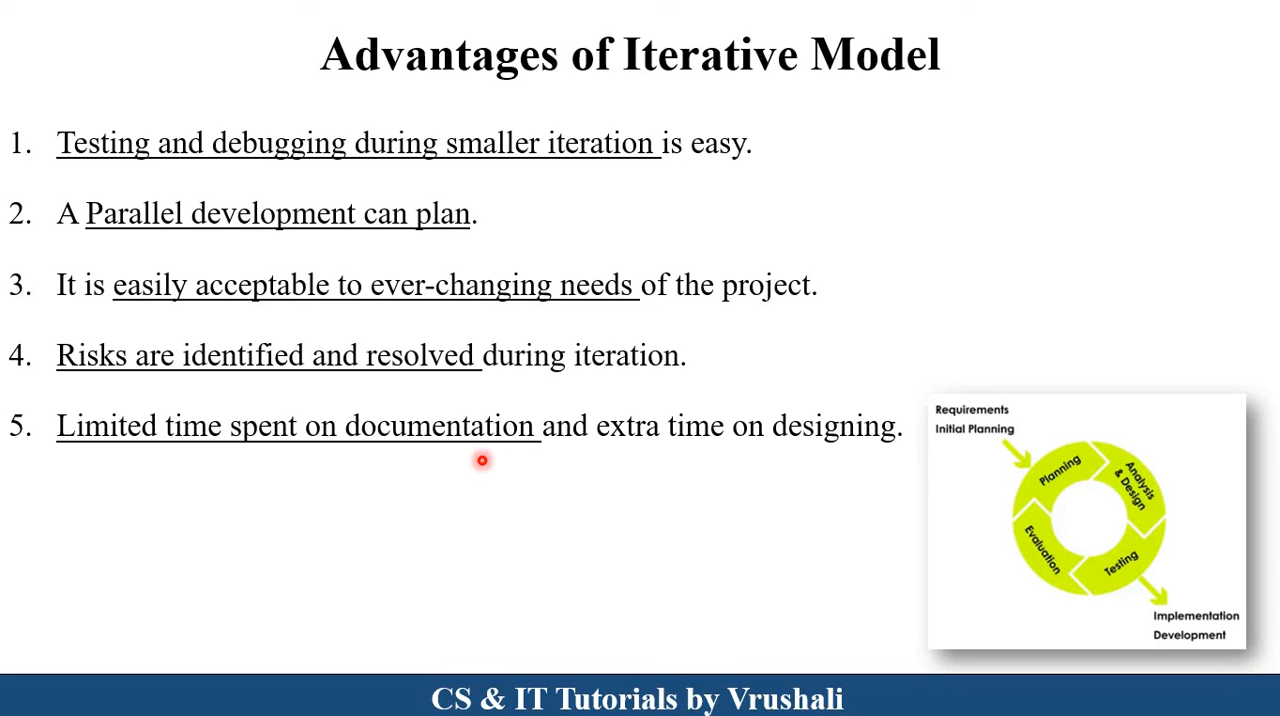 Advantages of Iterative Model
1. Testing and debugging during smaller iteration is easy.
2. A Parallel development can plan.
3. It is easily acceptable to ever-changing needs of the project.
4. Risks are identified and resolved during iteration.
5. Limited time spent on documentation and extra time on designing.
Requirements
Initial Planning
Planning
Analysis
& Design
Testing
Evaluation
Implementation
Development
CS & IT Tutorials by Vrushali